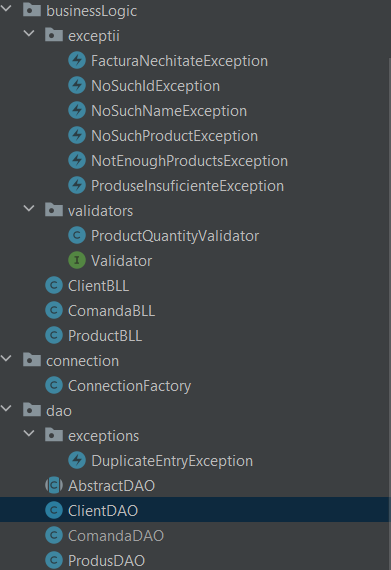 businessLogic
exceptii
FacturaNechitateException
NoSuchIdException
NoSuchNameException
NoSuchProductException
NotEnoughProductsException
ProduseInsuficienteException
validators
C ProductQuantityValidator
I Validator
C ClientBLL
C ComandaBLL
C ProductBLL
connection
C ConnectionFactory
dao
exceptions
DuplicateEntryException
C AbstractDAO
C ClientDAO
C ComandaDAO
C ProdusDAO